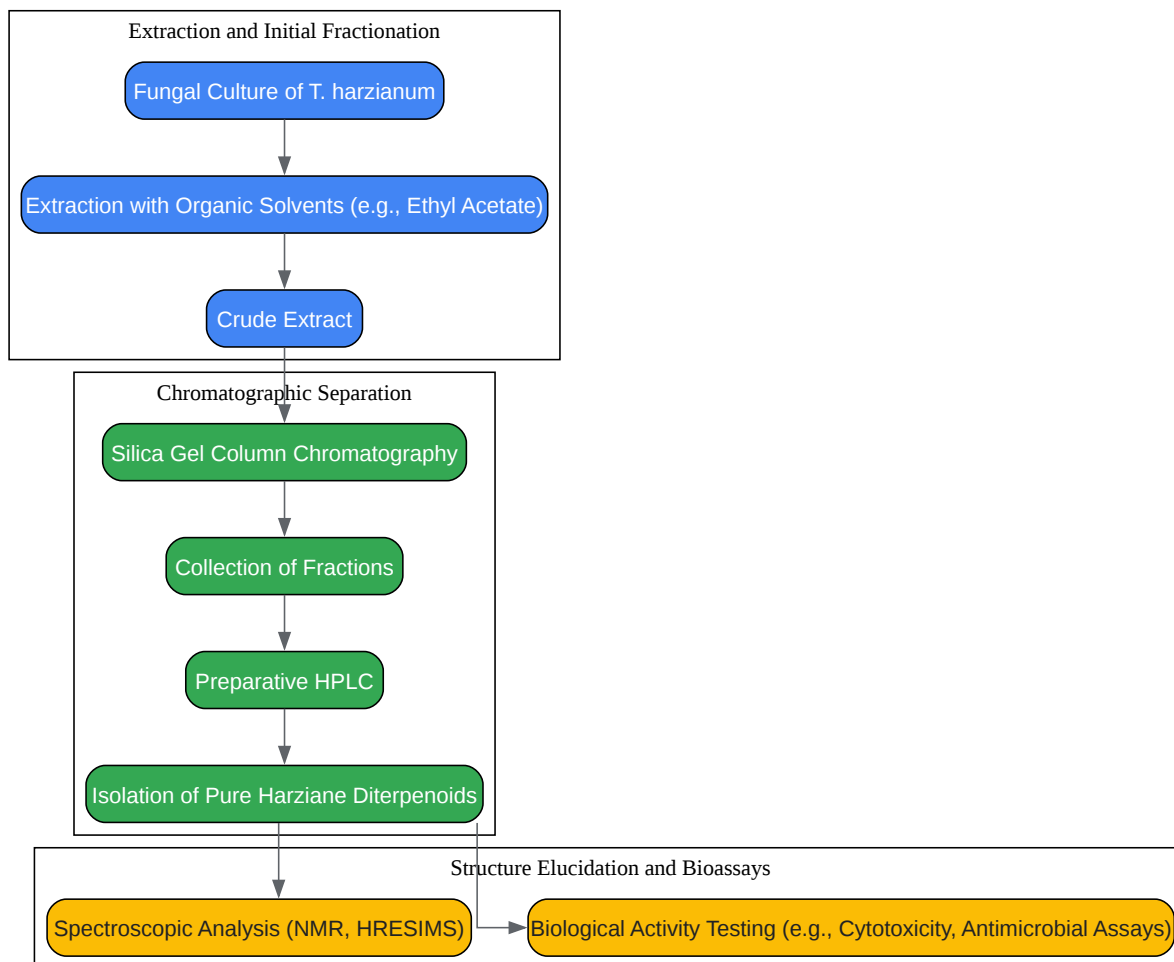 Extraction and Initial Fractionation
Fungal Culture of T. harzianum
Extraction with Organic Solvents (e.g., Ethyl Acetate)
Crude Extract
Chromatographic Separation
Silica Gel Column Chromatography
Collection of Fractions
Preparative HPLC
Isolation of Pure Harziane Diterpenoids
Structure Elucidation and Bioassays
Spectroscopic Analysis (NMR, HRESIMS)
Biological Activity Testing (e.g., Cytotoxicity, Antimicrobial Assays)